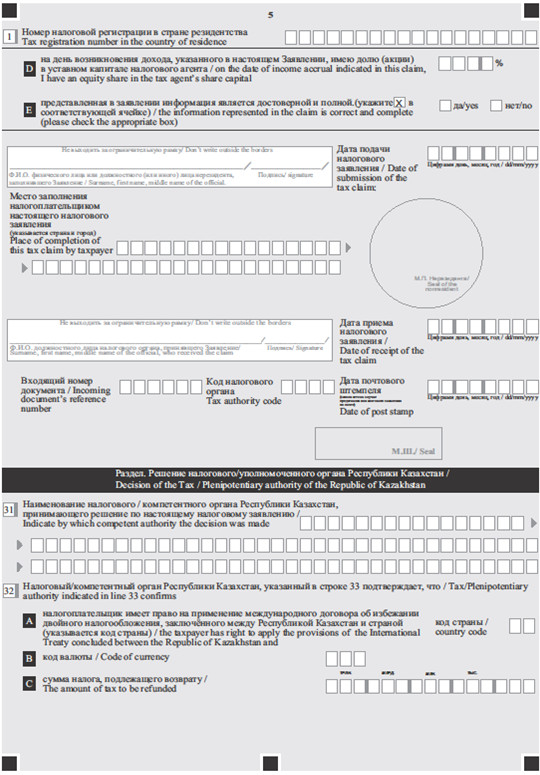 5
1 Номер налоговой регистрации в стране резидентства
Tax registration number in the country of residence
D на день возникновения дохода, указанного в настоящем Заявлении, имею долю (акции)
в уставном капитале налогового агента / on the date of income accrual indicated in this claim, %
I have an equity share in the tax agent's share capital
E представленная в заявлении информация является достоверной и полной.(укажите X в
соответствующей ячейке) / the information represented in the claim is correct and complete да/yes нет/no
(please check the appropriate box)
Не выходить за ограничительную рамку/ Don't write outside the borders
Ф.И.О. физического лица или должностного (или иного) лица нерезидента, Подпись/ signature
заполнившего Заявление / Surname, first name, middle name of the official.
Дата подачи
налогового
заявления / Date of Цифрами день, месяц, год / dd/mm/yyyy
submission of the
tax claim:
Место заполнения
налогоплательщиком
настоящего налогового
заявления
(указывается страна и город)
Place of completion of
this tax claim by taxpayer
М.П. Нерезидента/
Seal of the
nonresident
Не выходить за ограничительную рамку/ Don't write outside the borders
Ф.И.О. должностного лица налогового органа, принявшего Заявление/ Подпись/ Signature
Surname, first name, middle name of the official, who received the claim
Дата приема
налогового
заявления / Цифрами день, месяц, год / dd/mm/yyyy
Date of receipt of the
tax claim
Входящий номер
документа / Incoming
document's reference
number
Код налогового
органа
Tax authority code
Дата почтового
штемпеля
Цифрами день, месяц, год / dd/mm/yyyy
Date of post stamp
М.Ш./ Seal
Раздел. Решение налогового/уполномоченного органа Республики Казахстан /
Decision of the Tax / Plenipotentiary authority of the Republic of Kazakhstan
31 Наименование налогового / компетентного органа Республики Казахстан,
принимающего решение по настоящему налоговому заявлению /
Indicate by which competent authority the decision was made
32 Налоговый/компетентный орган Республики Казахстан, указанный в строке 33 подтверждает, что / Tax/Plenipotentiary
authority indicated in line 33 confirms
A налогоплательщик имеет право на применение международного договора об избежании
двойного налогообложения, заключённого между Республикой Казахстан и страной код страны /
(указывается код страны) / the taxpayer has right to apply the provisions of the International country code
Treaty concluded between the Republic of Kazakhstan and
B код валюты / Code of currency
трлн. млрд. млн. тыс.
C сумма налога, подлежащего возврату /
The amount of tax to be refunded